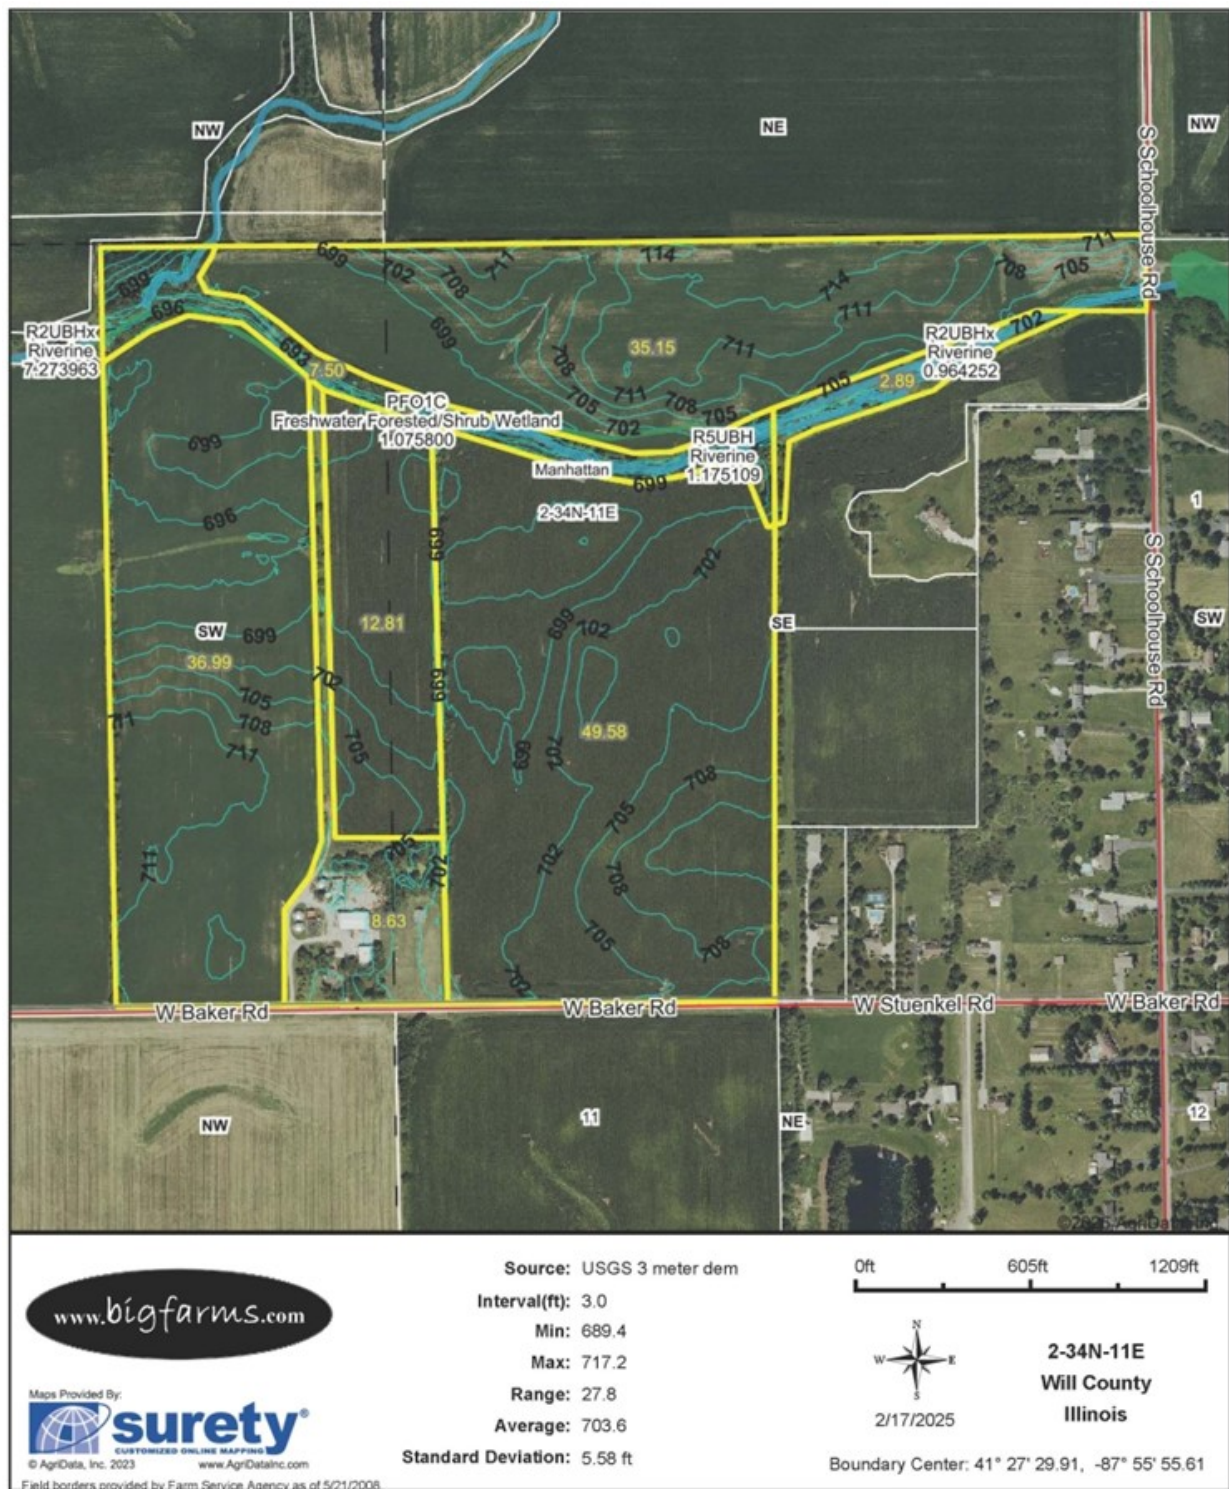 NW
NE
NW
S Schoolhouse Rd
711
699
702
711
708
714
708
705
714
711
699
696
R2UBHx
Riverine
7.273963
693
7.50
699
35.15
711
708
711
705
708
705
702
705
R2UBHx
Riverine
0.964252
702
2.89
PFO1C
Freshwater Forested/Shrub Wetland
1.075800
R5UBH
Riverine
1.175109
Manhattan
699
2-34N-11E
699
696
699
702
1
S Schoolhouse Rd
SW
36.99
699
12.81
699
702
SE
SW
702
699
705
708
711
711
705
49.58
699
702
708
705
711
705
702
702
708
8.63
705
708
702
W Baker Rd
W Baker Rd
W Stuenkel Rd
W Baker Rd
NW
11
NE
12
www.bigfarms.com
Maps Provided By:
surety®
CUSTOMIZED ONLINE MAPPING
© AgriData, Inc. 2023 www.AgriDataInc.com
Field borders provided by Farm Service Agency as of 5/21/2008.
Source: USGS 3 meter dem
Interval(ft): 3.0
Min: 689.4
Max: 717.2
Range: 27.8
Average: 703.6
Standard Deviation: 5.58 ft
0ft 605ft 1209ft
N
W E
S
2/17/2025
2-34N-11E
Will County
Illinois
Boundary Center: 41° 27' 29.91, -87° 55' 55.61